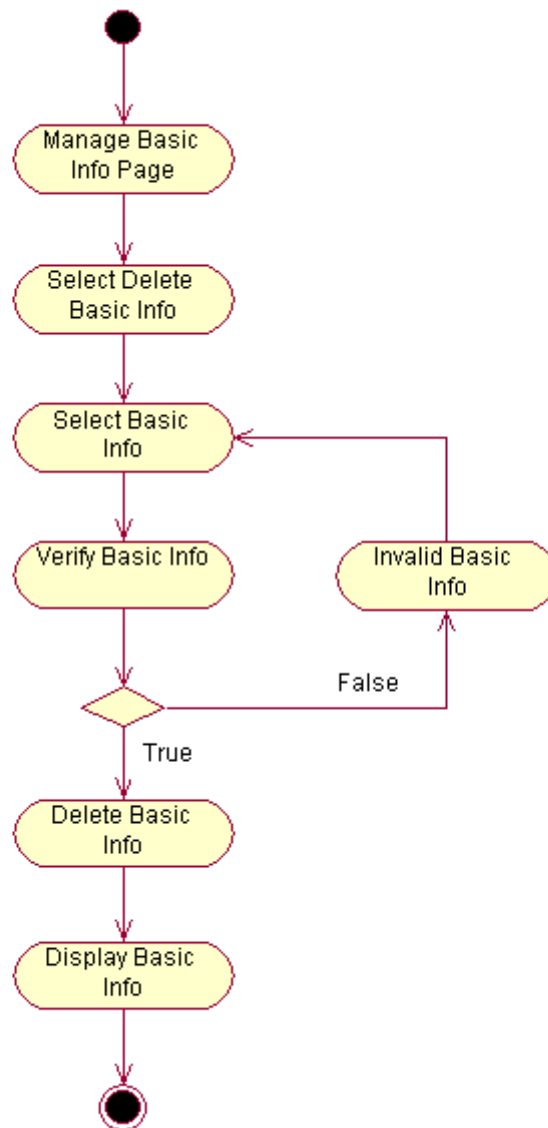 Manage Basic
Info Page
Select Delete
Basic Info
Select Basic
Info
Verify Basic Info
Invalid Basic
Info
False
True
Delete Basic
Info
Display Basic
Info